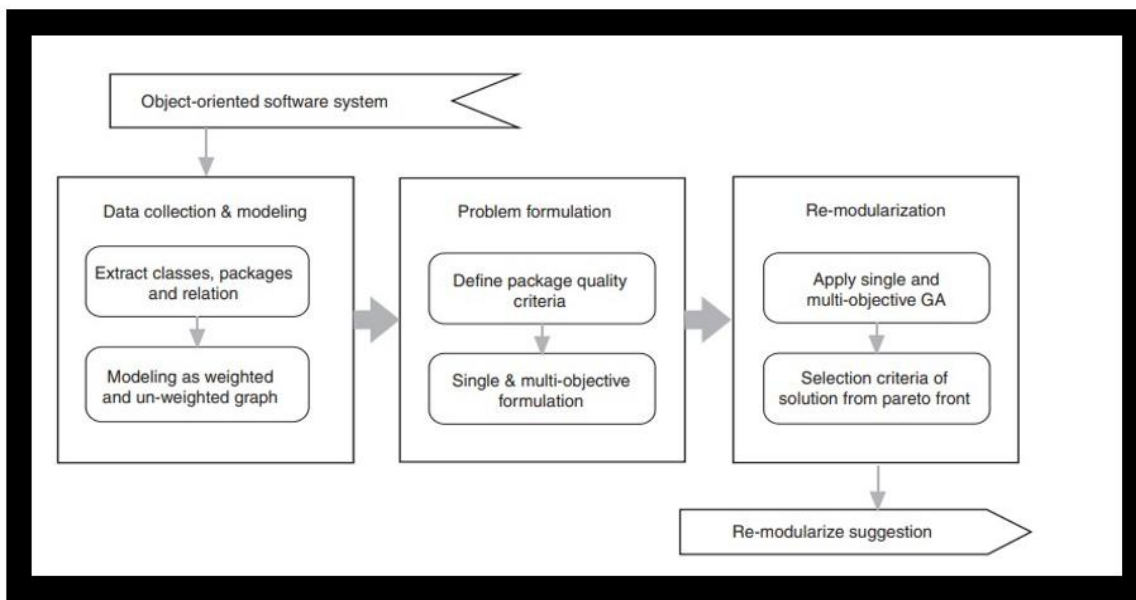 Object-oriented software system
Data collection & modeling
Extract classes, packages
and relation
Modeling as weighted
and un-weighted graph
Problem formulation
Define package quality
criteria
Single & multi-objective
formulation
Re-modularization
Apply single and
multi-objective GA
Selection criteria of
solution from pareto front
Re-modularize suggestion